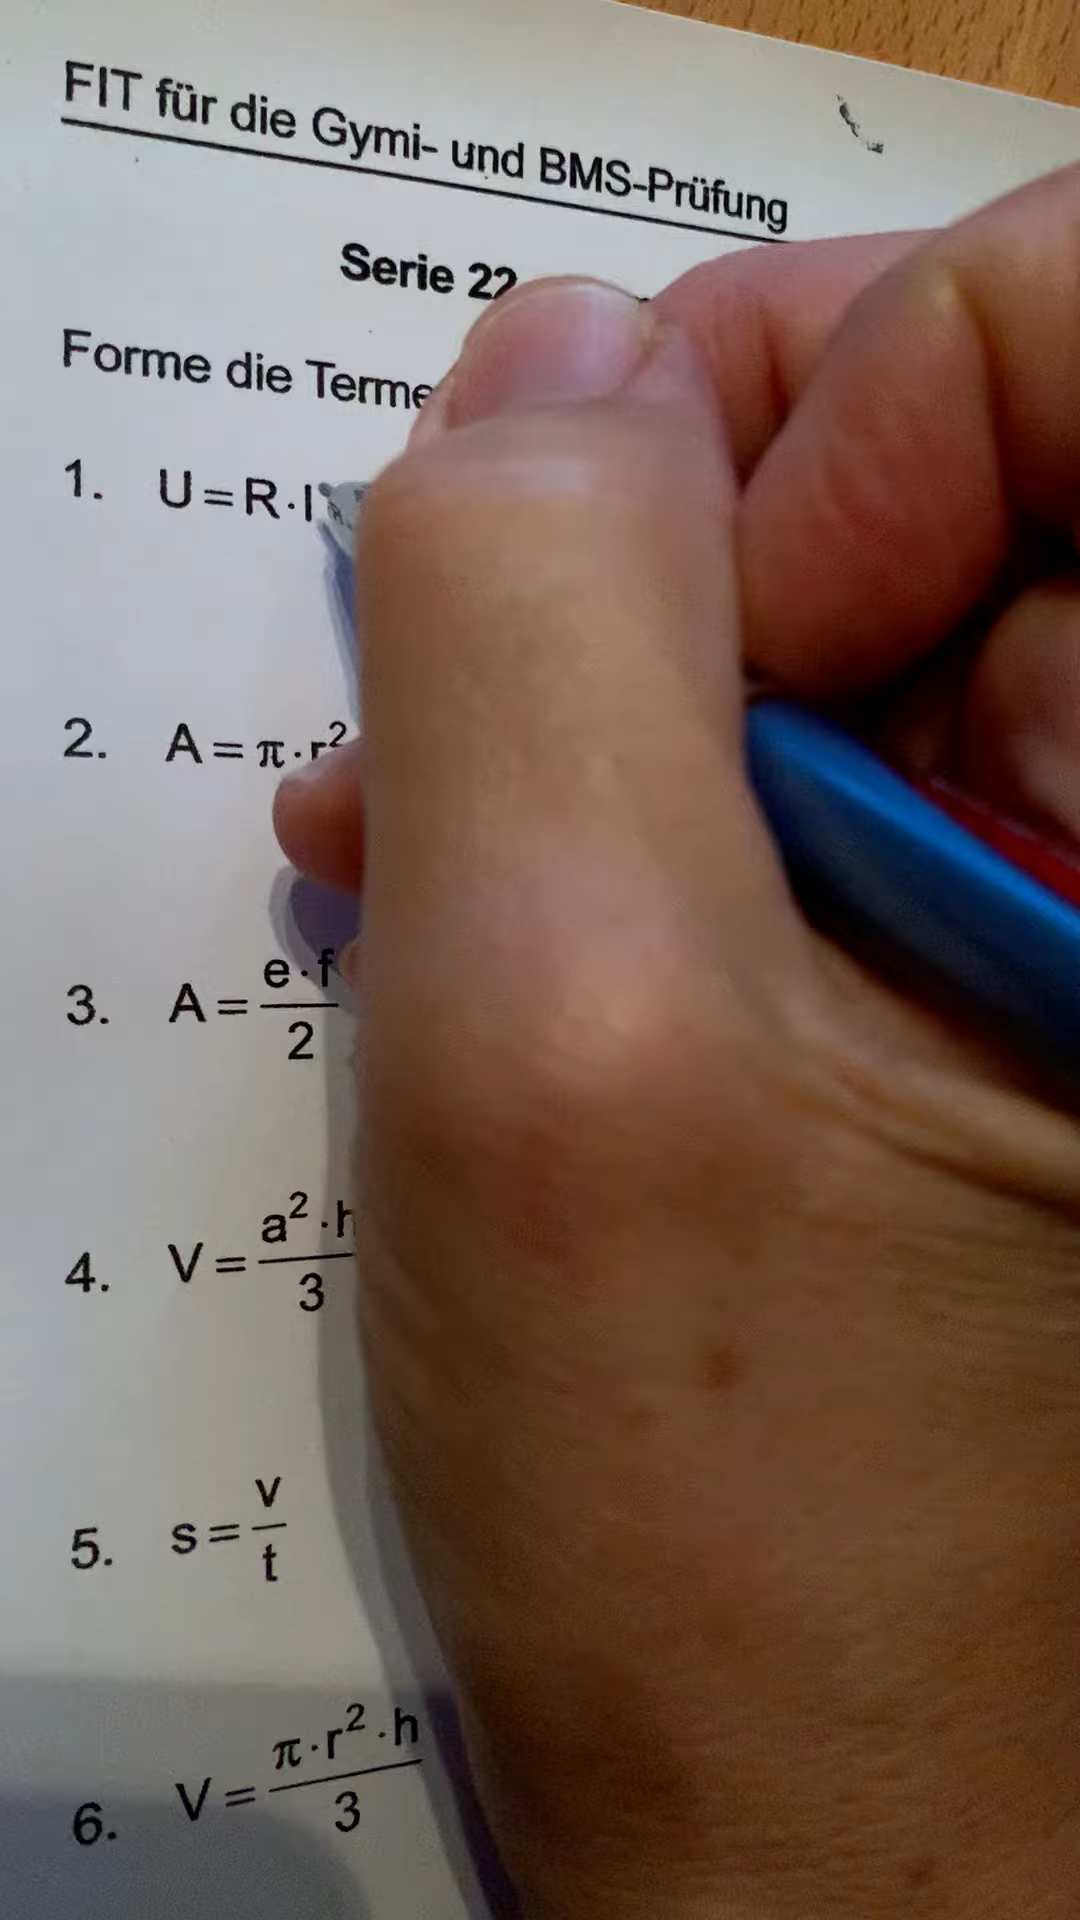 FIT für die Gymi- und BMS-Prüfung
Serie 22
Forme die Terme
1. U = R · I
2. A = π · r²
3. A = e · f / 2
4. V = a² · h / 3
5. s = v / t
6. V = π · r² · h / 3